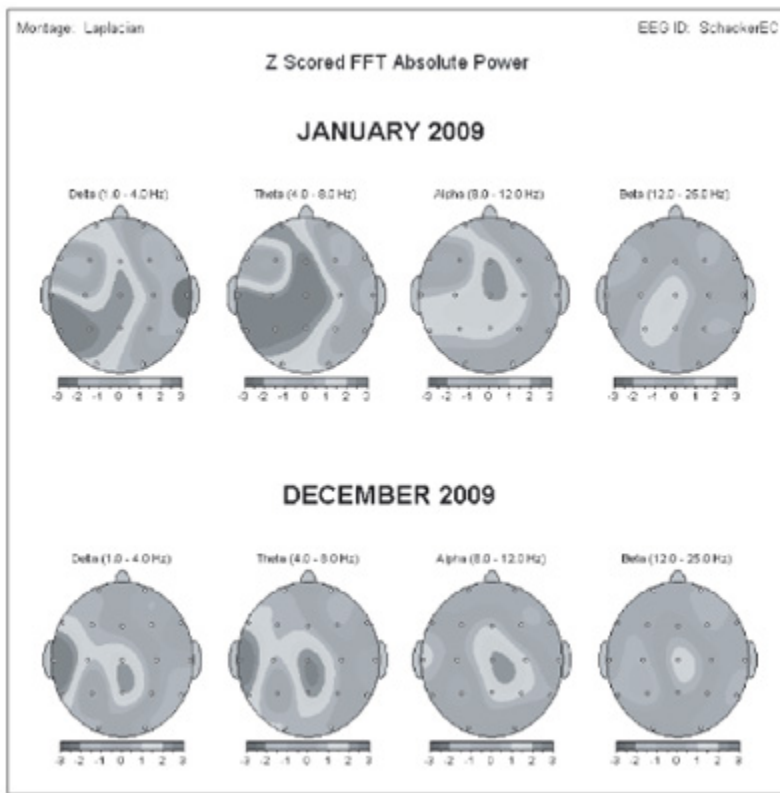 Montage: Laplacian EEG ID: SchackerEC
Z Scored FFT Absolute Power
JANUARY 2009
Delta (1.0 - 4.0 Hz) Theta (4.0 - 8.0 Hz) Alpha (8.0 - 12.0 Hz) Beta (12.0 - 25.0 Hz)
-3 -2 -1 0 1 2 3 -3 -2 -1 0 1 2 3 -3 -2 -1 0 1 2 3 -3 -2 -1 0 1 2 3
DECEMBER 2009
Delta (1.0 - 4.0 Hz) Theta (4.0 - 8.0 Hz) Alpha (8.0 - 12.0 Hz) Beta (12.0 - 25.0 Hz)
-3 -2 -1 0 1 2 3 -3 -2 -1 0 1 2 3 -3 -2 -1 0 1 2 3 -3 -2 -1 0 1 2 3